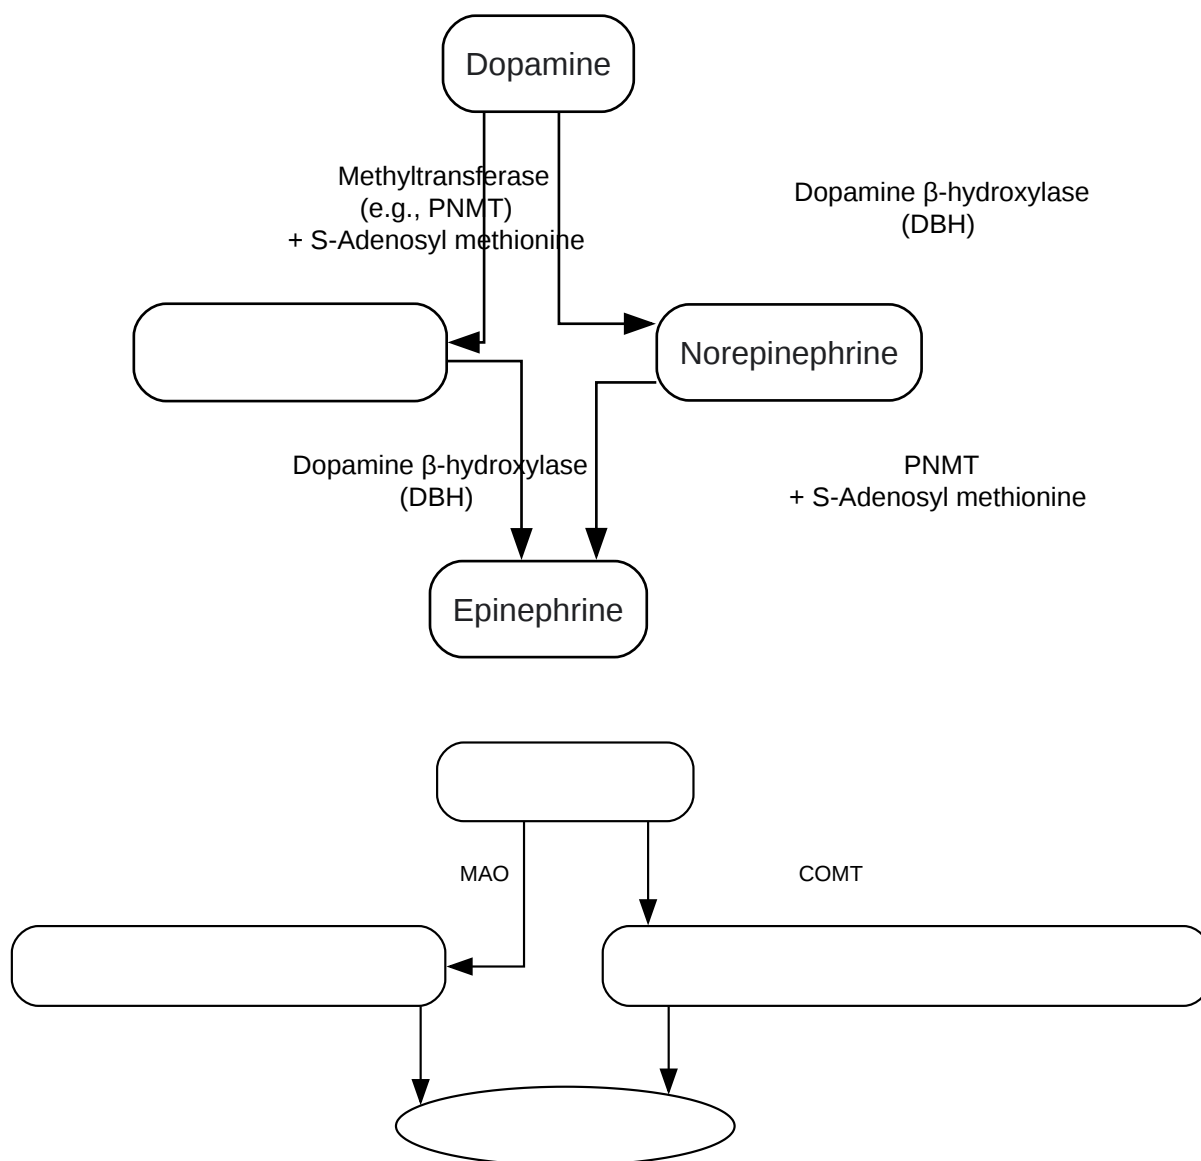 Dopamine
Methyltransferase
(e.g., PNMT)
+ S-Adenosyl methionine
Dopamine β-hydroxylase
(DBH)
Norepinephrine
Dopamine β-hydroxylase
(DBH)
PNMT
+ S-Adenosyl methionine
Epinephrine
MAO
COMT